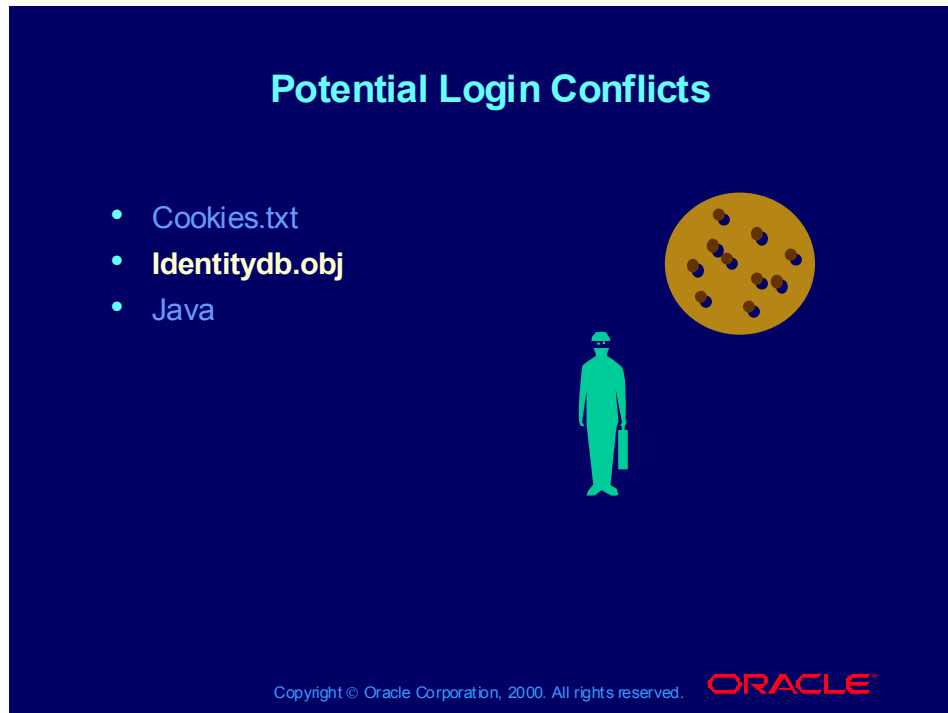 Potential Login Conflicts
• Cookies.txt
• Identitydb.obj
• Java
Copyright © Oracle Corporation, 2000. All rights reserved.
ORACLE®